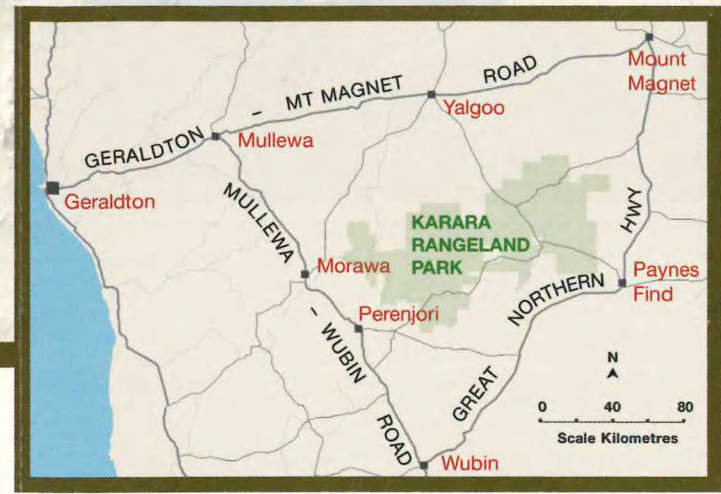 Mount
Magnet
GERALDTON – MT MAGNET ROAD
Yalgoo
Mullewa
Geraldton
KARARA
RANGELAND
PARK
MULLEWA – WUBIN ROAD
Morawa
Perenjori
GREAT NORTHERN HWY
Paynes
Find
Wubin
N
0 40 80
Scale Kilometres